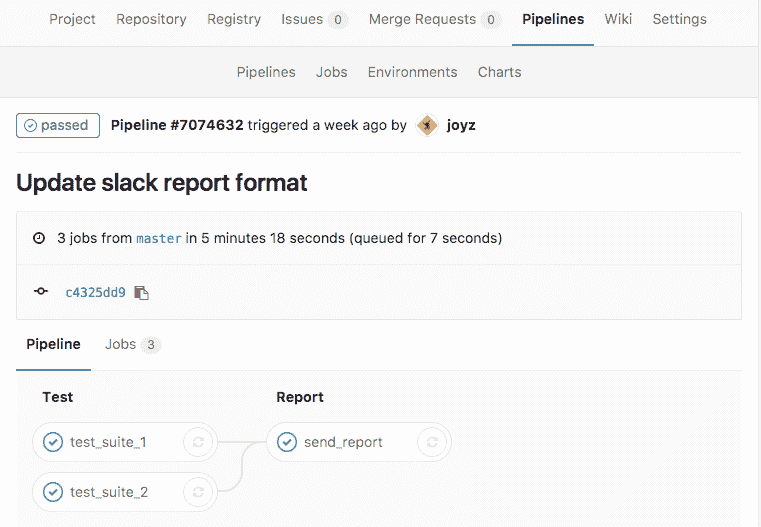 Project Repository Registry Issues 0 Merge Requests 0 Pipelines Wiki Settings
Pipelines Jobs Environments Charts
passed Pipeline #7074632 triggered a week ago by joyz
Update slack report format
3 jobs from master in 5 minutes 18 seconds (queued for 7 seconds)
c4325dd9
Pipeline Jobs 3
Test Report
test_suite_1 send_report
test_suite_2